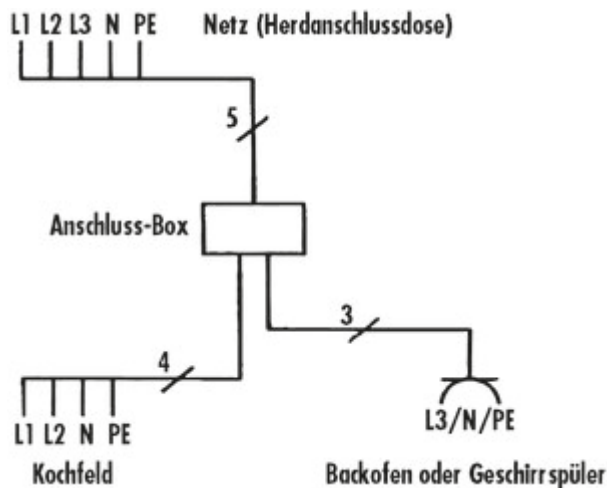 L1 L2 L3 N PE Netz (Herdanschlussdose)
5
Anschluss-Box
3
4
L1 L2 N PE
L3/N/PE
Kochfeld
Backofen oder Geschirrspüler